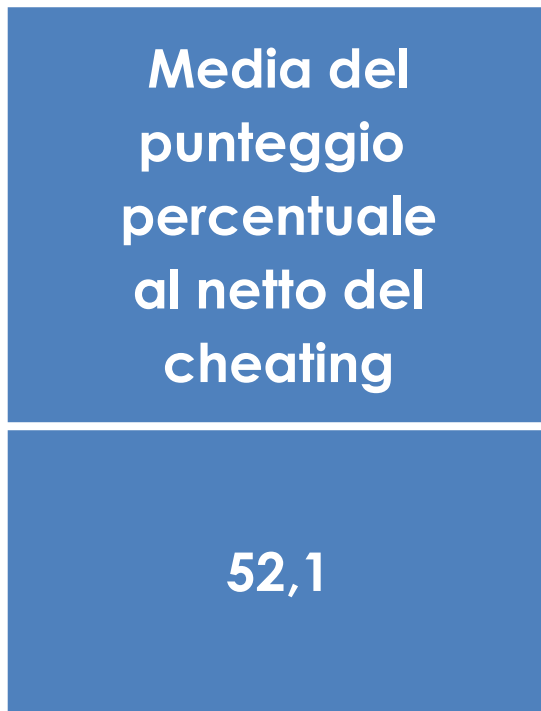 Media del
punteggio
percentuale
al netto del
cheating
52,1